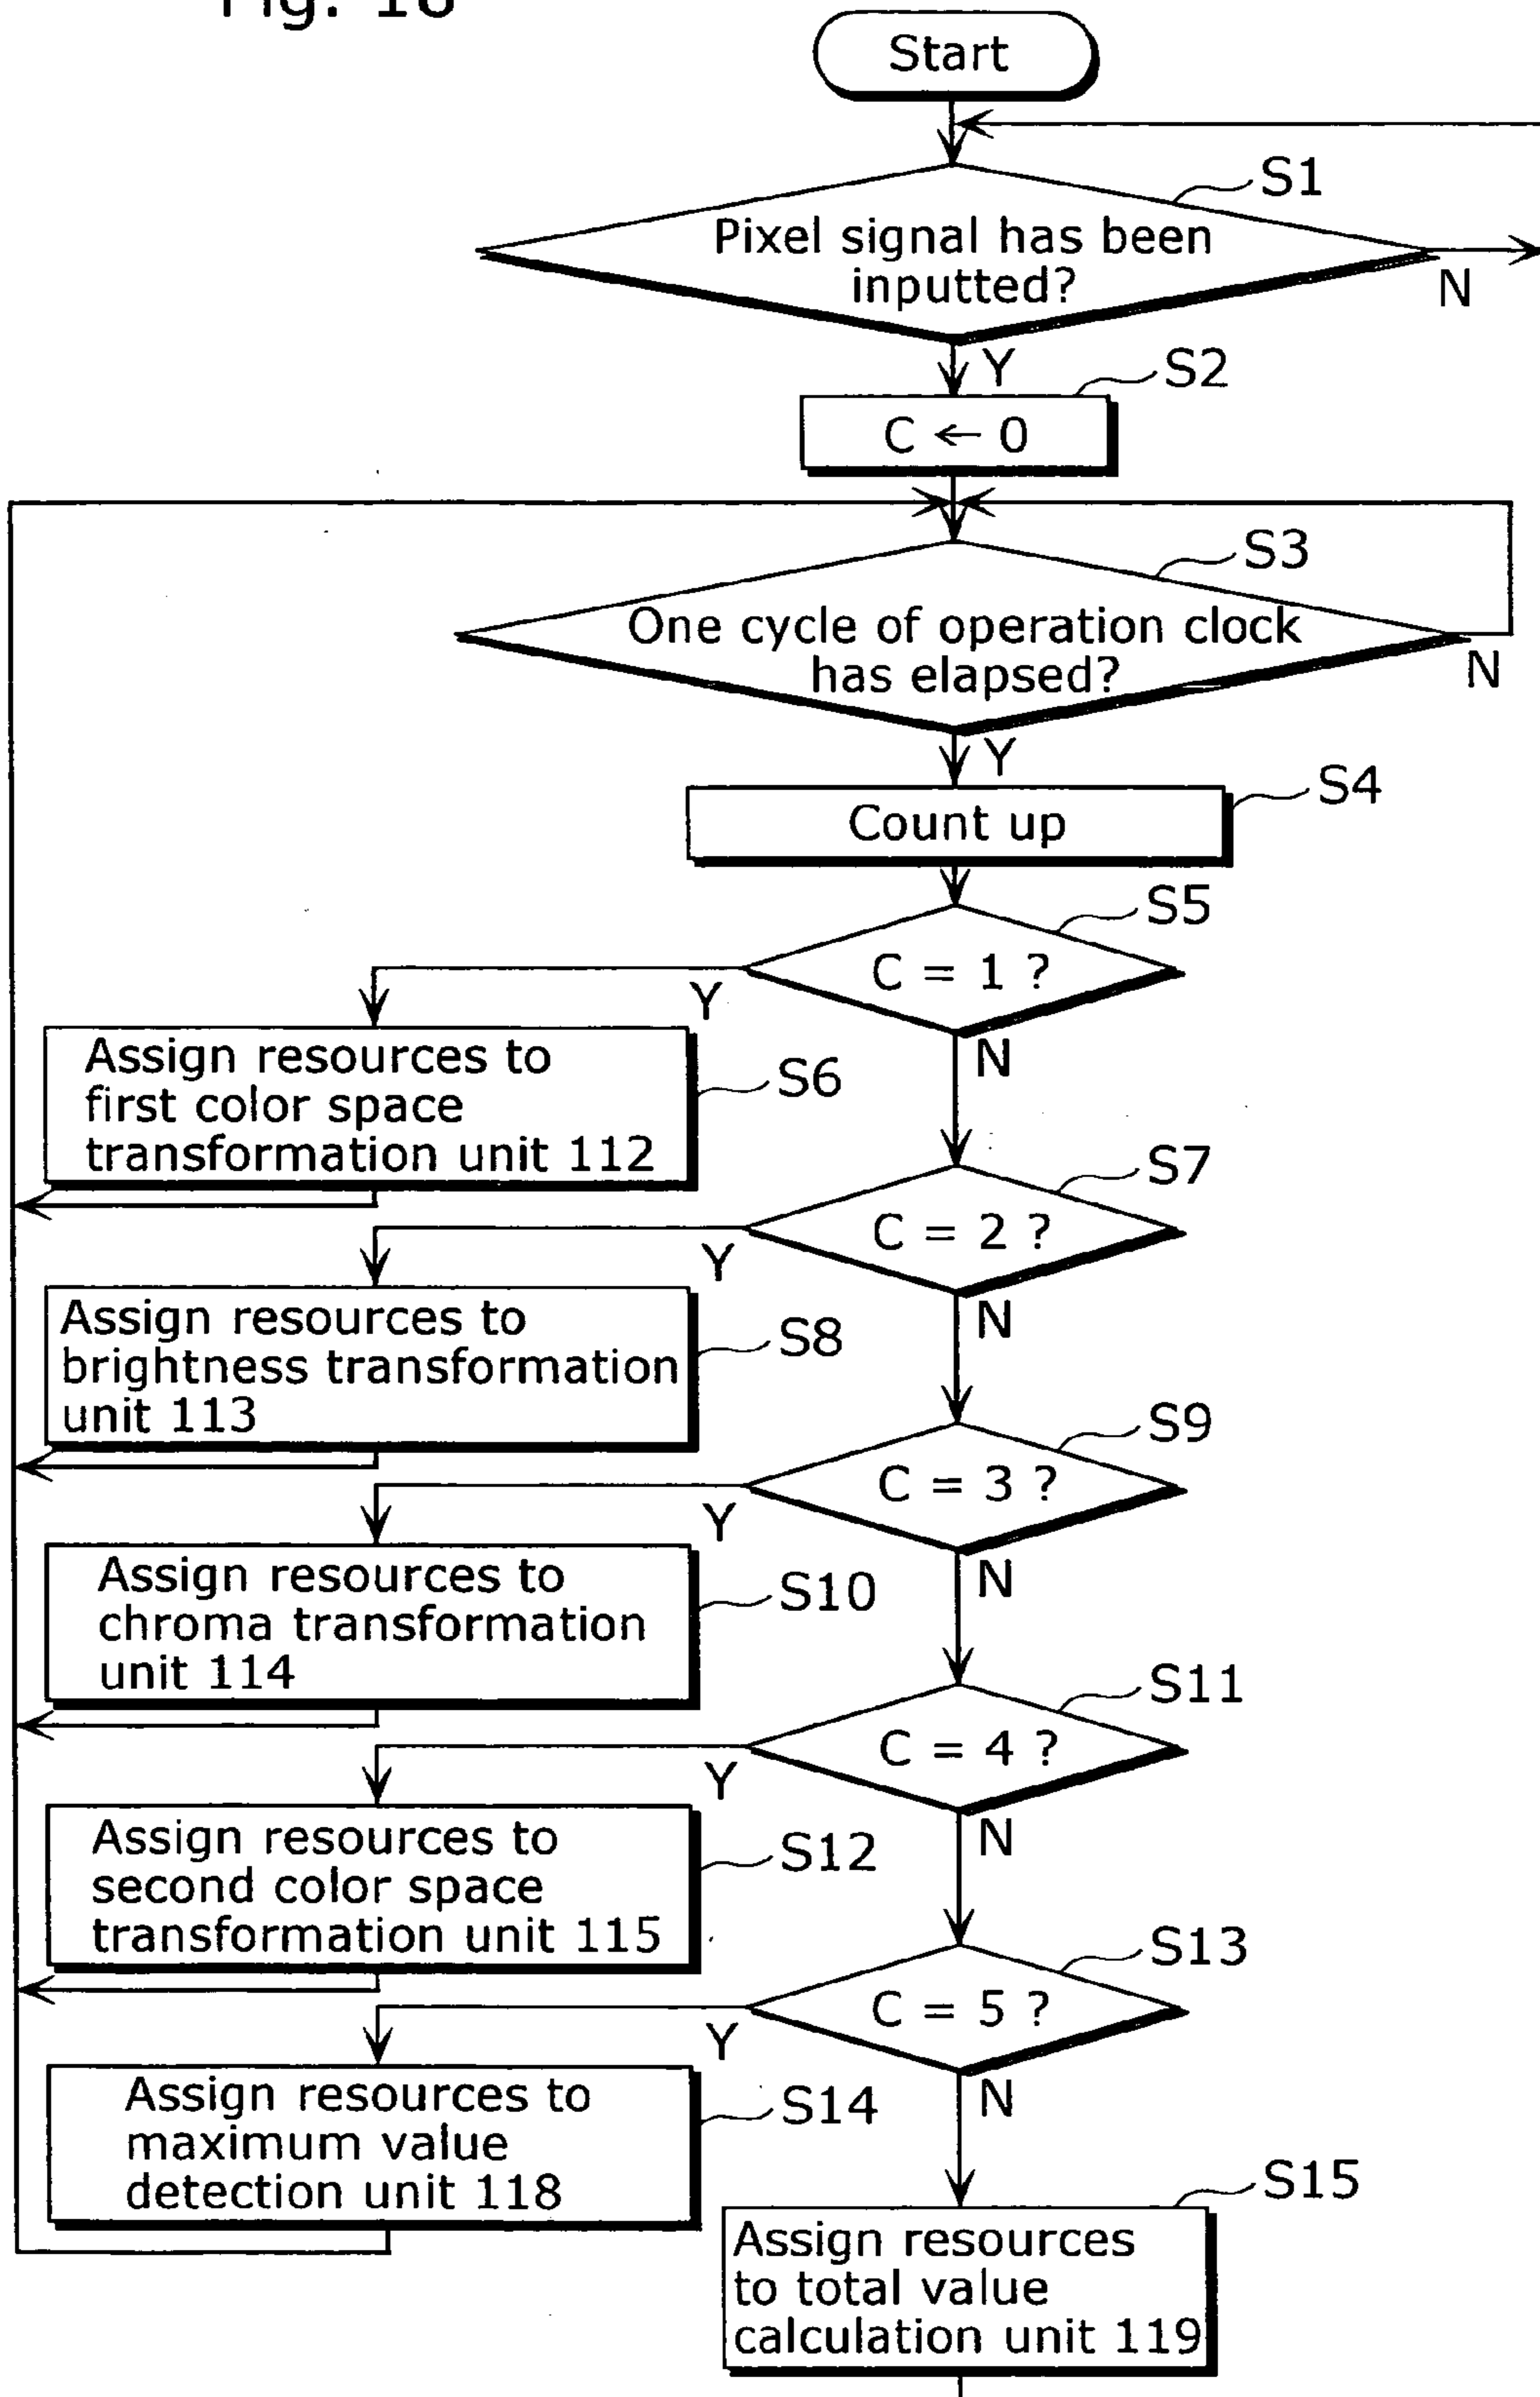 Fig. 16
Start
S1
Pixel signal has been
inputted?
N
Y
S2
C ← 0
S3
One cycle of operation clock
has elapsed?
N
Y
S4
Count up
S5
C = 1 ?
Y
N
Assign resources to
first color space
transformation unit 112
S6
S7
C = 2 ?
Y
N
Assign resources to
brightness transformation
unit 113
S8
S9
C = 3 ?
Y
N
Assign resources to
chroma transformation
unit 114
S10
S11
C = 4 ?
Y
N
Assign resources to
second color space
transformation unit 115
S12
S13
C = 5 ?
Y
N
Assign resources to
maximum value
detection unit 118
S14
S15
Assign resources
to total value
calculation unit 119